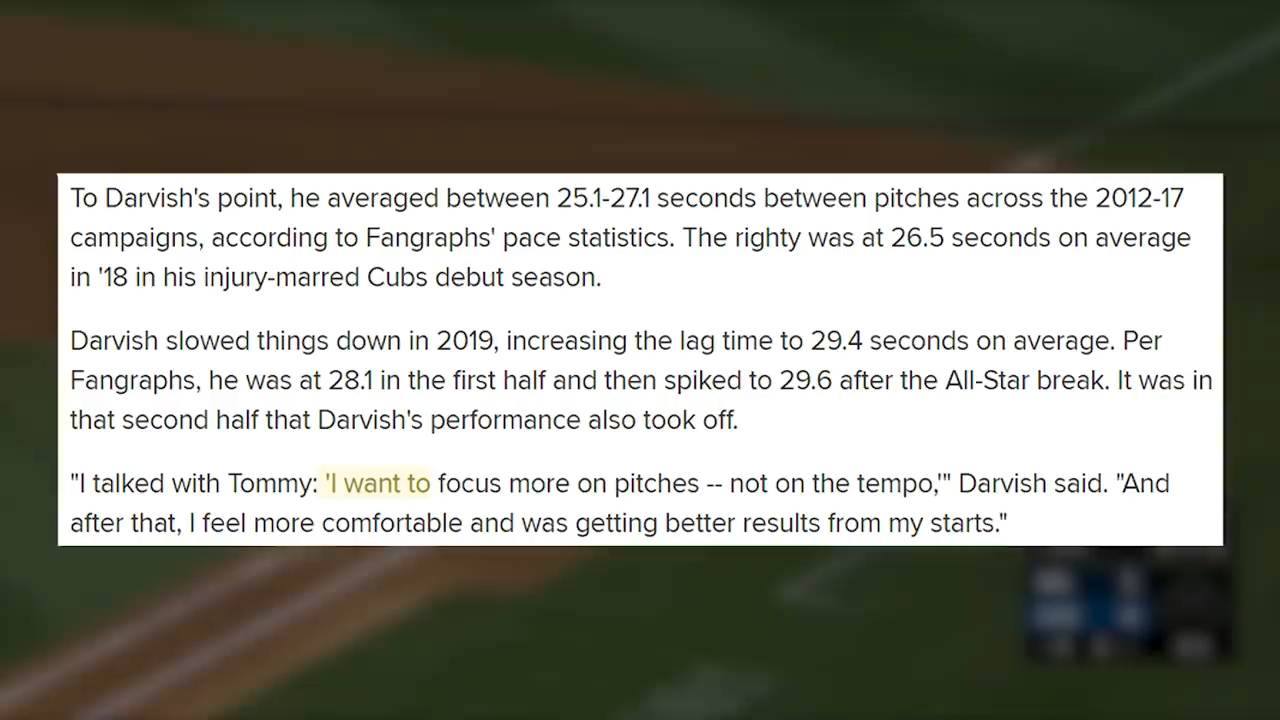 To Darvish's point, he averaged between 25.1-27.1 seconds between pitches across the 2012-17
campaigns, according to Fangraphs' pace statistics. The righty was at 26.5 seconds on average
in '18 in his injury-marred Cubs debut season.
Darvish slowed things down in 2019, increasing the lag time to 29.4 seconds on average. Per
Fangraphs, he was at 28.1 in the first half and then spiked to 29.6 after the All-Star break. It was in
that second half that Darvish's performance also took off.
"I talked with Tommy: 'I want to focus more on pitches -- not on the tempo,'" Darvish said. "And
after that, I feel more comfortable and was getting better results from my starts."